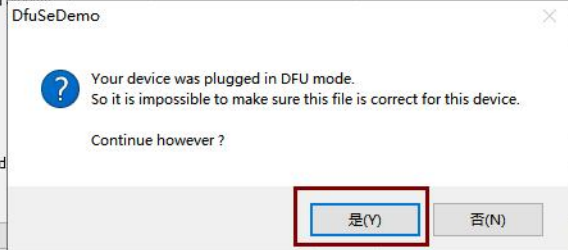 DfuSeDemo
Your device was plugged in DFU mode.
So it is impossible to make sure this file is correct for this device.
Continue however ?
是(Y)
否(N)